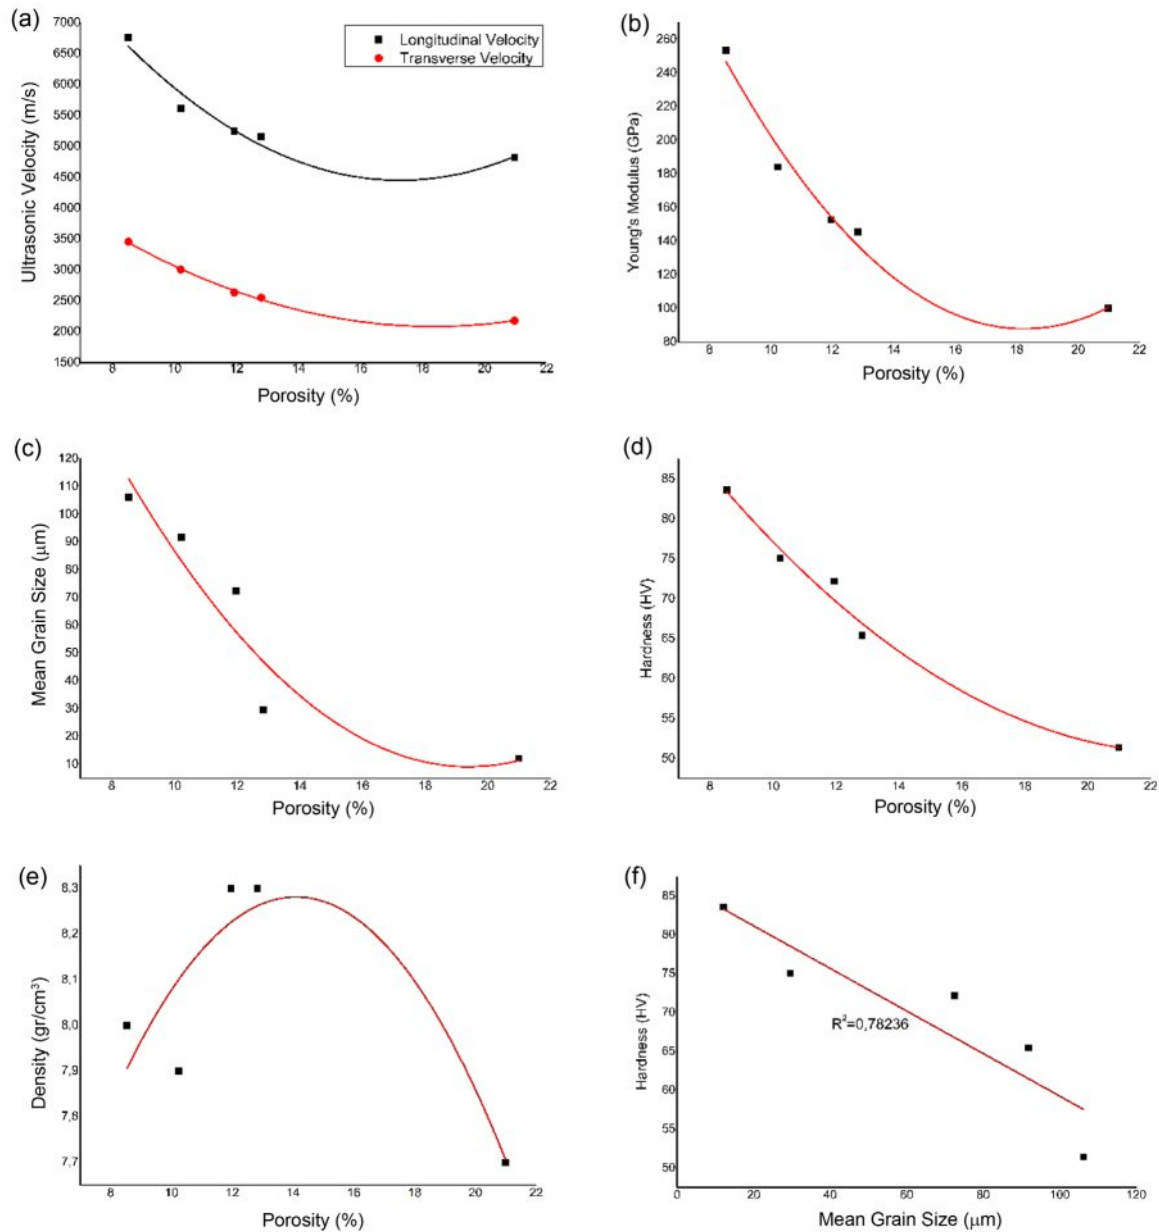 (a)
7000
6500
6000
5500
5000
4500
4000
3500
3000
2500
2000
1500
Ultrasonic Velocity (m/s)
Longitudinal Velocity
Transverse Velocity
8 10 12 14 16 18 20 22
Porosity (%)
(b)
260
240
220
200
180
160
140
120
100
80
Young's Modulus (GPa)
8 10 12 14 16 18 20 22
Porosity (%)
(c)
120
110
100
90
80
70
60
50
40
30
20
10
Mean Grain Size (μm)
8 10 12 14 16 18 20 22
Porosity (%)
(d)
85
80
75
70
65
60
55
50
Hardness (HV)
8 10 12 14 16 18 20 22
Porosity (%)
(e)
8,3
8,2
8,1
8,0
7,9
7,8
7,7
Density (gr/cm³)
8 10 12 14 16 18 20 22
Porosity (%)
(f)
85
80
75
70
65
60
55
50
Hardness (HV)
R²=0,78236
0 20 40 60 80 100 120
Mean Grain Size (μm)